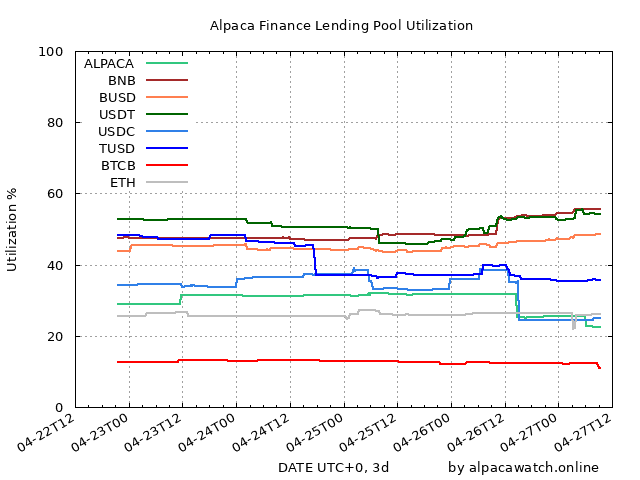 Alpaca Finance Lending Pool Utilization
100
80
60
40
20
0
Utilization %
ALPACA
BNB
BUSD
USDT
USDC
TUSD
BTCB
ETH
04-22T12
04-23T00
04-23T12
04-24T00
04-24T12
04-25T00
04-25T12
04-26T00
04-26T12
04-27T00
04-27T12
DATE UTC+0, 3d
by alpacawatch.online